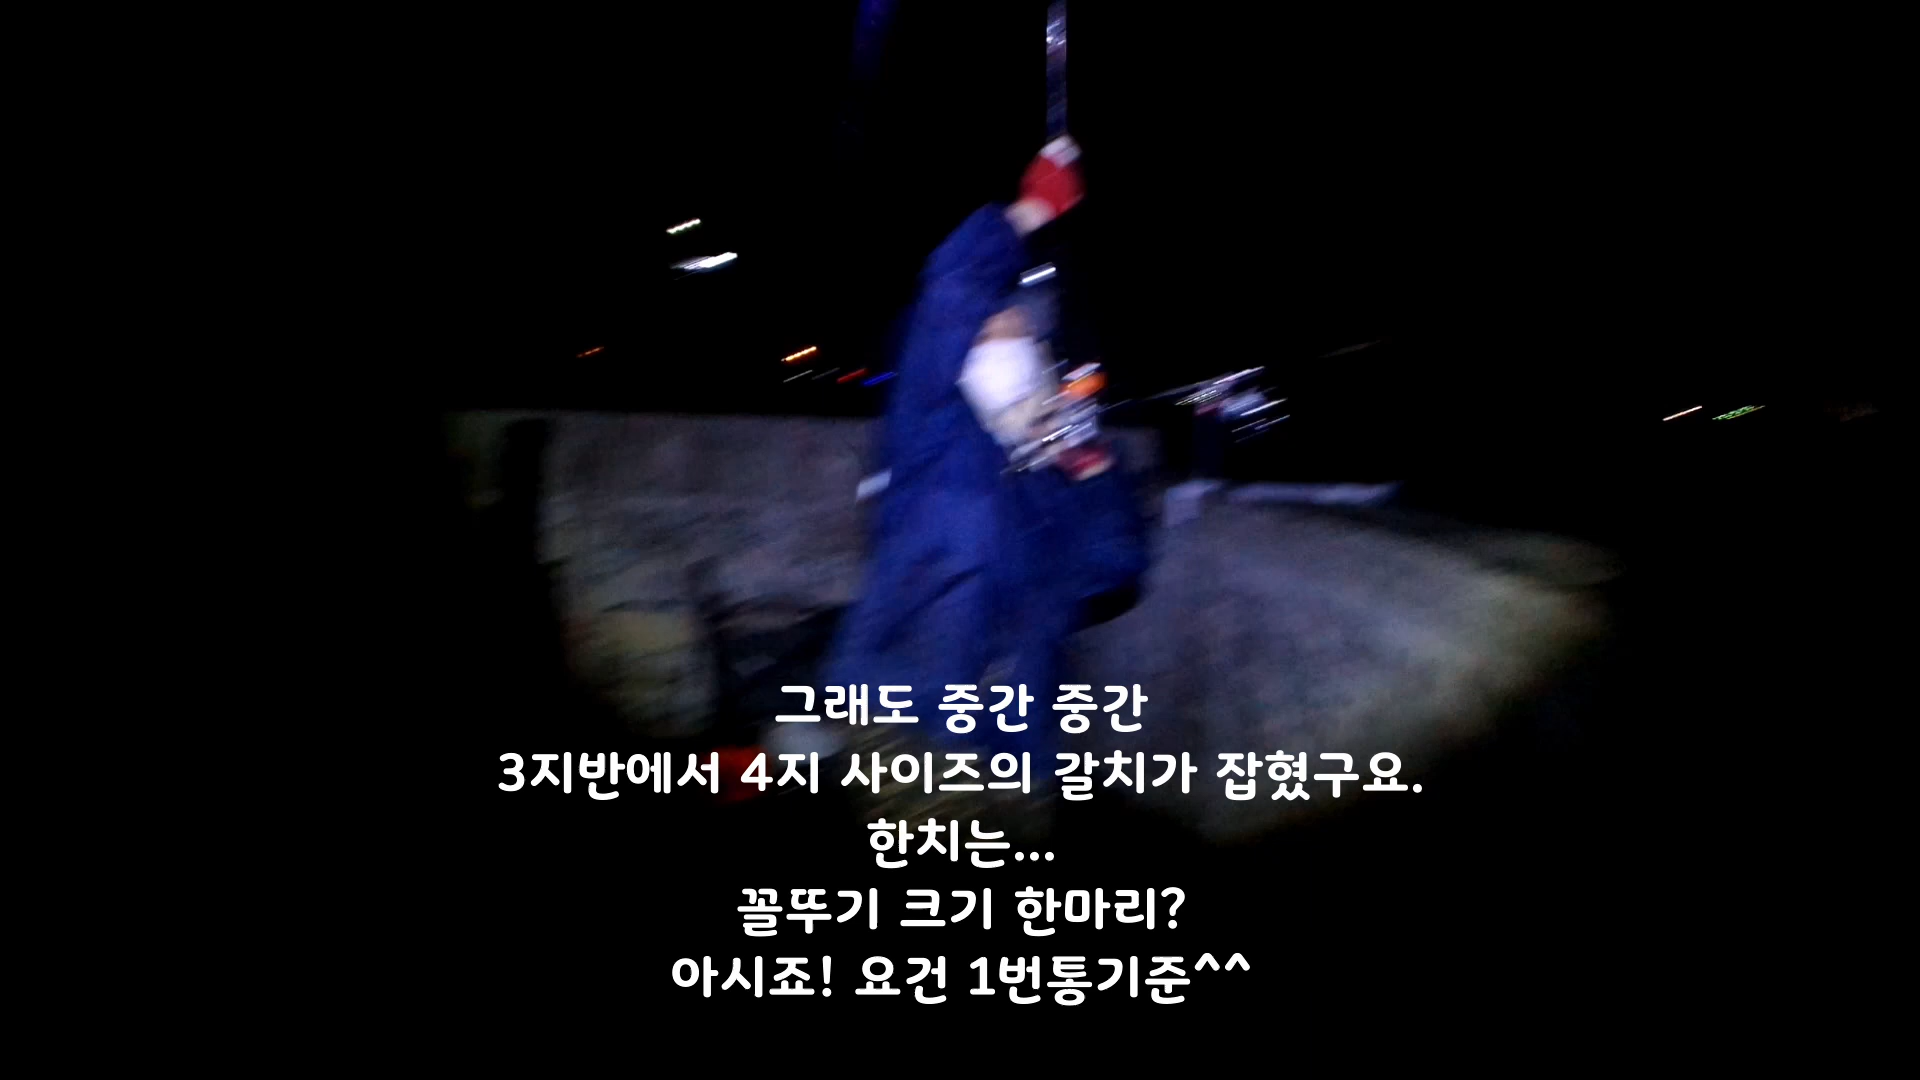 그래도 중간 중간
3지반에서 4지 사이즈의 갈치가 잡혔구요.
한치는...
꼴뚜기 크기 한마리?
아시죠! 요건 1번통기준^^